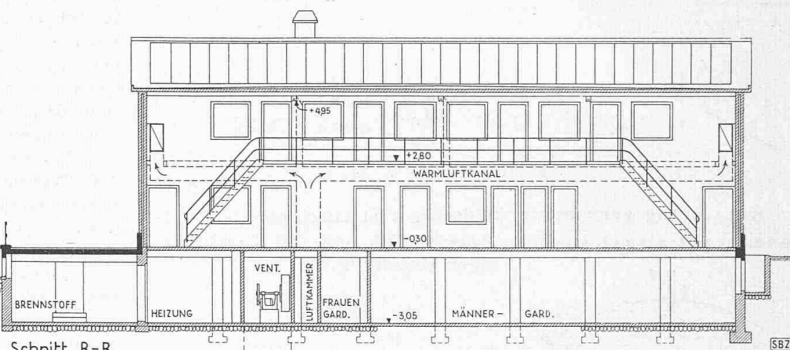 +4,95
+2,80
WARMLUFTKANAL
-0,30
VENT.
LUFTKAMMER
BRENNSTOFF
HEIZUNG
FRAUEN
GARD.
-3,05
MÄNNER - GARD.
Schnitt B-B
SBZ